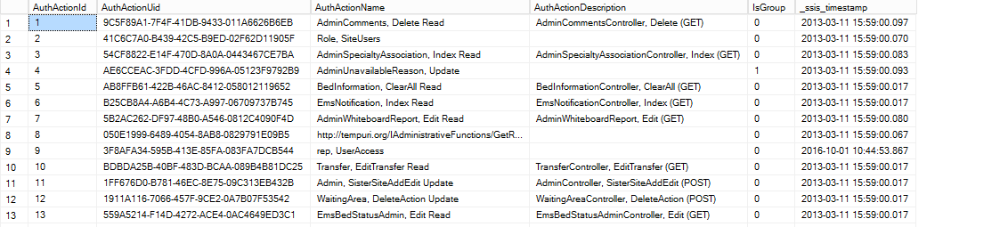 AuthActionId AuthActionUid AuthActionName AuthActionDescription IsGroup _ssis_timestamp
1 1 9C5F89A1-7F4F-41DB-9433-011A6626B6EB AdminComments, Delete Read AdminCommentsController, Delete (GET) 0 2013-03-11 15:59:00.097
2 2 41C6C7A0-B439-42C5-B9ED-02F62D11905F Role, SiteUsers 0 2013-03-11 15:59:00.070
3 3 54CF8822-E14F-470D-8A0A-0443467CE7BA AdminSpecialtyAssociation, Index Read AdminSpecialtyAssociationController, Index (GET) 0 2013-03-11 15:59:00.083
4 4 AE6CCEAC-3FDD-4CFD-996A-05123F9792B9 AdminUnavailableReason, Update 1 2013-03-11 15:59:00.093
5 5 AB8FFB61-422B-46AC-8412-058012119652 BedInformation, ClearAll Read BedInformationController, ClearAll (GET) 0 2013-03-11 15:59:00.017
6 6 B25CB8A4-A6B4-4C73-A997-06709737B745 EmsNotification, Index Read EmsNotificationController, Index (GET) 0 2013-03-11 15:59:00.017
7 7 5B2AC262-DF97-48B0-A546-0812C4090F4D AdminWhiteboardReport, Edit Read AdminWhiteboardReport, Edit (GET) 0 2013-03-11 15:59:00.080
8 8 050E1999-6489-4054-8AB8-0829791E09B5 http://tempuri.org/IAdministrativeFunctions/GetR... 0 2013-03-11 15:59:00.067
9 9 3F8AFA34-595B-413E-85FA-083FA7DCB544 rep, UserAccess 0 2016-10-01 10:44:53.867
10 10 BDBDA25B-40BF-483D-BCAA-089B4B81DC25 Transfer, EditTransfer Read TransferController, EditTransfer (GET) 0 2013-03-11 15:59:00.017
11 11 1FF676D0-B781-46EC-8E75-09C313EB432B Admin, SisterSiteAddEdit Update AdminController, SisterSiteAddEdit (POST) 0 2013-03-11 15:59:00.017
12 12 1911A116-7066-457F-9CE2-0A7B07F53542 WaitingArea, DeleteAction Update WaitingAreaController, DeleteAction (POST) 0 2013-03-11 15:59:00.017
13 13 559A5214-F14D-4272-ACE4-0AC4649ED3C1 EmsBedStatusAdmin, Edit Read EmsBedStatusAdminController, Edit (GET) 0 2013-03-11 15:59:00.017